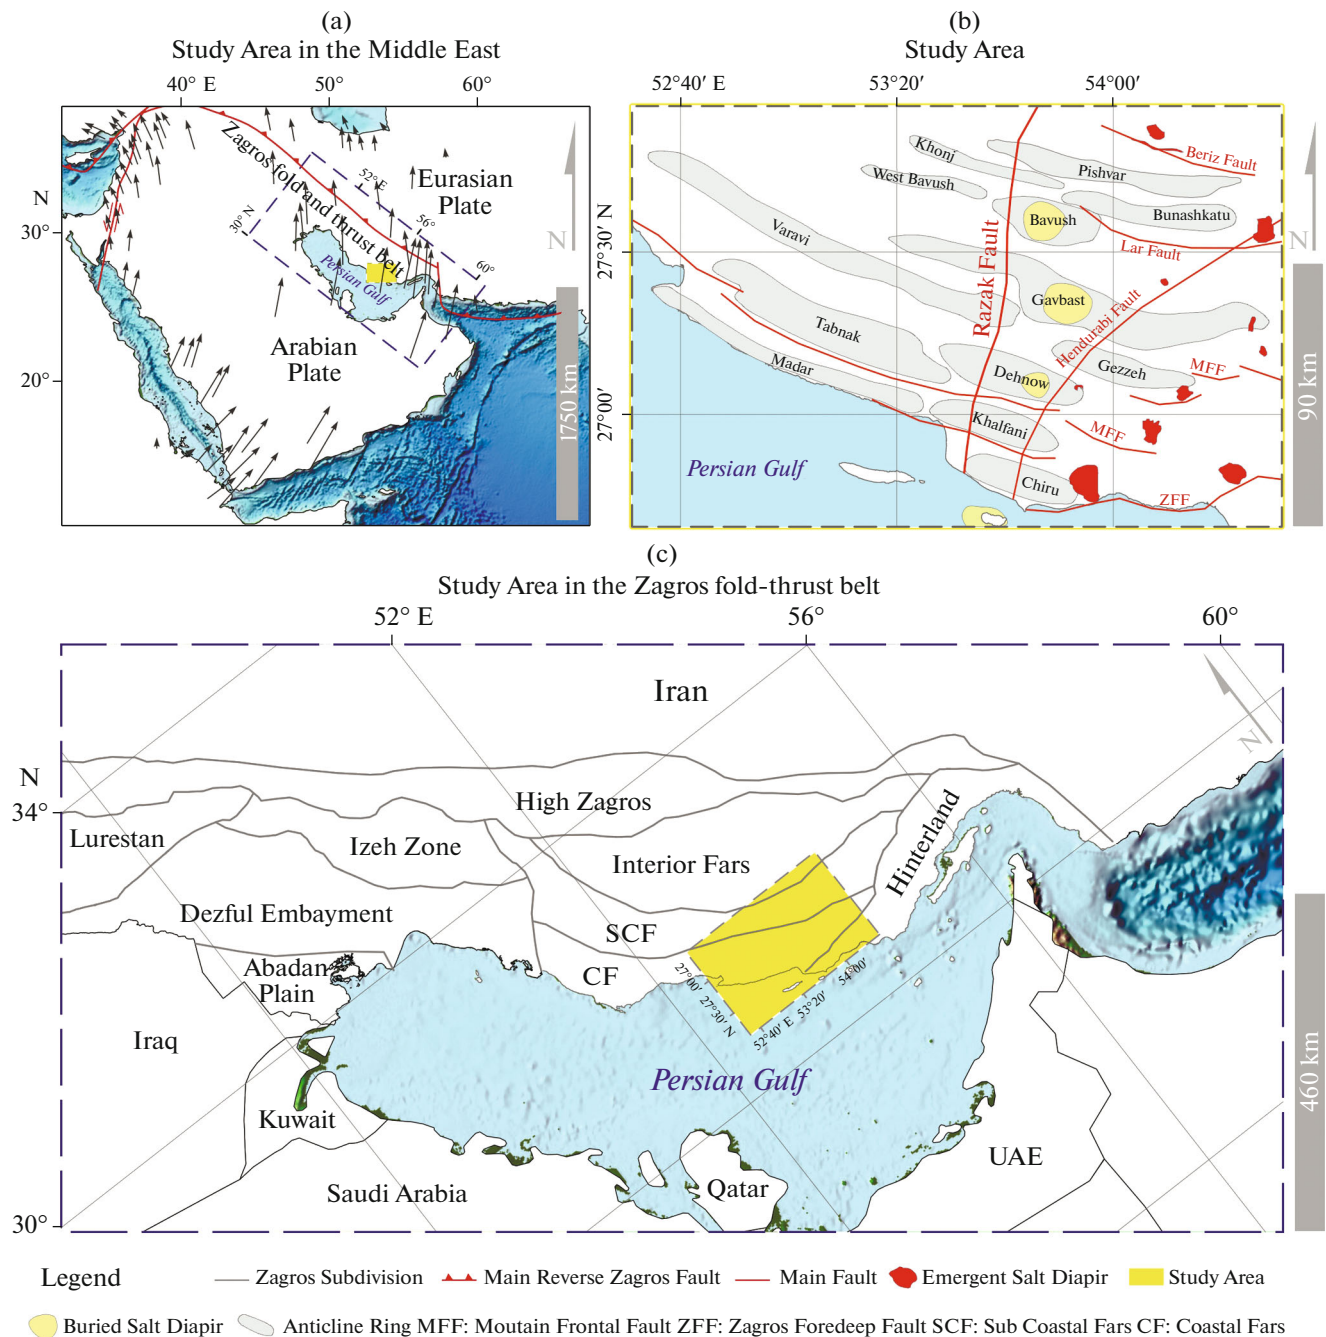 (a)
Study Area in the Middle East
40° E 50° 60°
N
30°
20°
Zagros fold and thrust belt
52° E
56°
60°
30° N
Eurasian
Plate
Persian Gulf
Arabian
Plate
N
1750 km
(b)
Study Area
52°40′ E 53°20′ 54°00′
N
27°30′
27°00′
Khonj
West Bavush
Pishvar
Beriz Fault
Varavi
Bavush
Bunashkatu
Lar Fault
Razak Fault
Gavbast
Hendurabi Fault
Tabnak
Madar
Dehnow
Gezzeh
MFF
Khalfani
MFF
Persian Gulf
Chiru
ZFF
N
90 km
(c)
Study Area in the Zagros fold-thrust belt
52° E 56° 60°
N
34°
30°
Iran
N
High Zagros
Lurestan
Izeh Zone
Interior Fars
Hinterland
Dezful Embayment
SCF
CF
Abadan
Plain
27°00′
27°30′ N
52°40′ E
53°20′
54°00′
Iraq
Persian Gulf
Kuwait
Saudi Arabia
Qatar
UAE
460 km
Legend Zagros Subdivision Main Reverse Zagros Fault Main Fault Emergent Salt Diapir Study Area
Buried Salt Diapir Anticline Ring MFF: Moutain Frontal Fault ZFF: Zagros Foredeep Fault SCF: Sub Coastal Fars CF: Coastal Fars